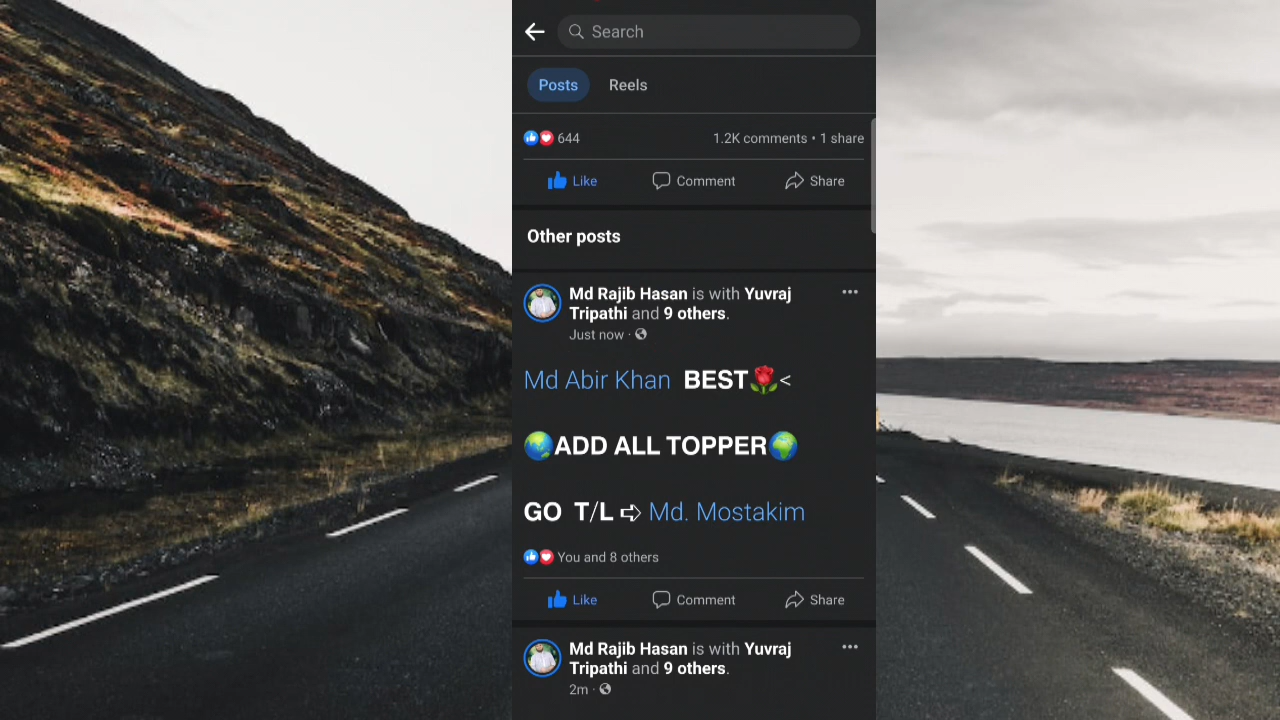 Search
Posts Reels
644 1.2K comments • 1 share
Like Comment Share
Other posts
Md Rajib Hasan is with Yuvraj
Tripathi and 9 others.
Just now ·
Md Abir Khan BEST🌹<
🌏ADD ALL TOPPER🌍
GO T/L ➪ Md. Mostakim
You and 8 others
Like Comment Share
Md Rajib Hasan is with Yuvraj
Tripathi and 9 others.
2m ·